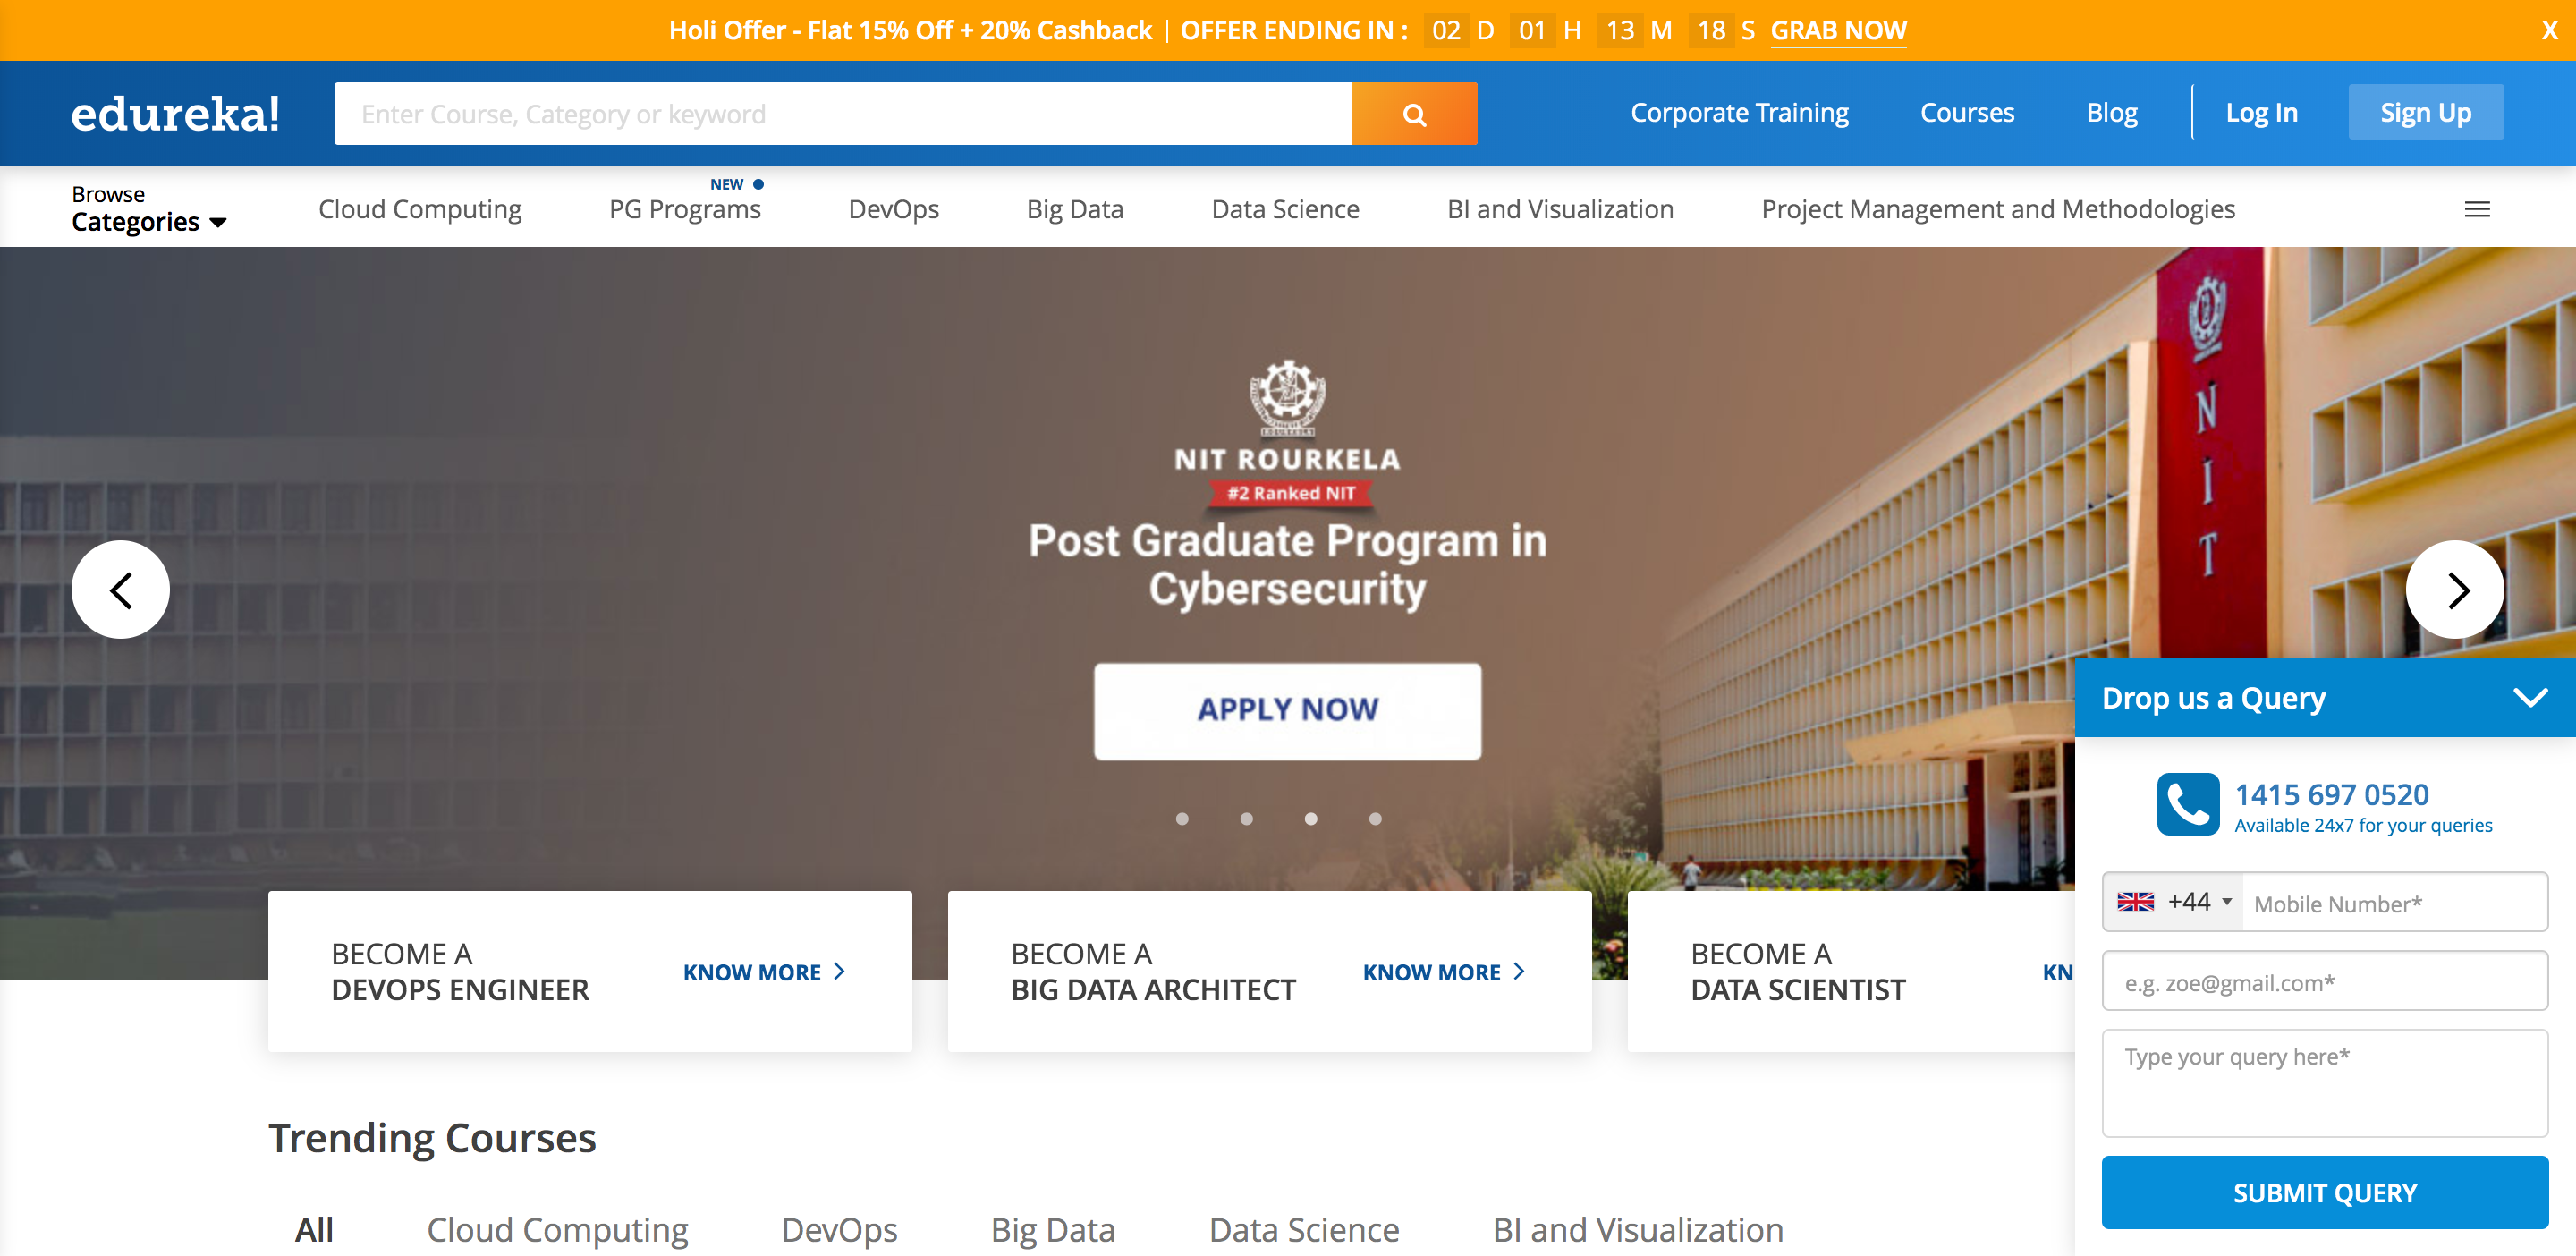 Holi Offer - Flat 15% Off + 20% Cashback | OFFER ENDING IN : 02 D 01 H 13 M 18 S GRAB NOW X
edureka!
Enter Course, Category or keyword
Corporate Training
Courses
Blog
Log In
Sign Up
Browse
Categories
Cloud Computing
NEW
PG Programs
DevOps
Big Data
Data Science
BI and Visualization
Project Management and Methodologies
NIT ROURKELA
#2 Ranked NIT
Post Graduate Program in
Cybersecurity
APPLY NOW
NIT
Drop us a Query
1415 697 0520
Available 24x7 for your queries
+44
Mobile Number*
e.g. zoe@gmail.com*
Type your query here*
SUBMIT QUERY
BECOME A
DEVOPS ENGINEER
KNOW MORE
BECOME A
BIG DATA ARCHITECT
KNOW MORE
BECOME A
DATA SCIENTIST
KN
Trending Courses
All
Cloud Computing
DevOps
Big Data
Data Science
BI and Visualization